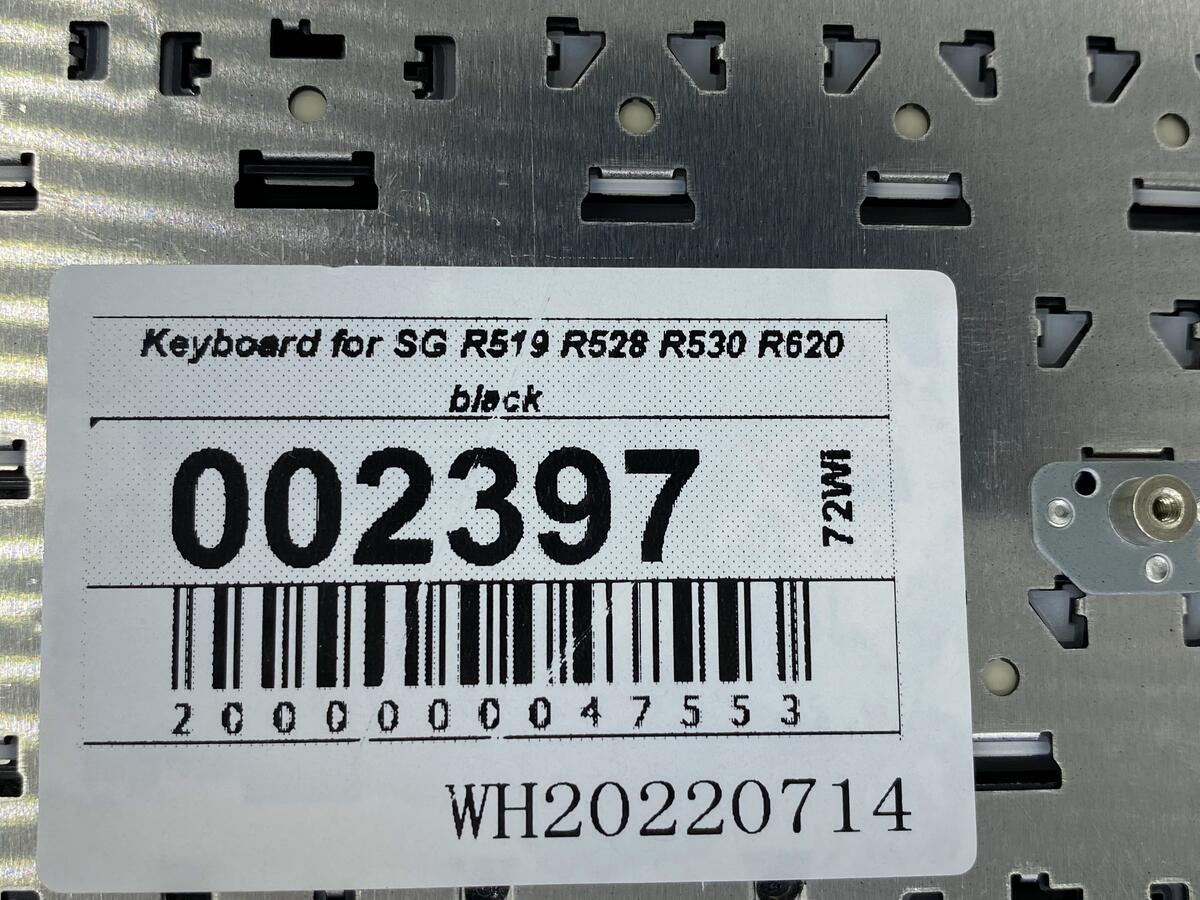 Keyboard for SG R519 R528 R530 R620
black
002397
72WI
2000000047553
WH20220714